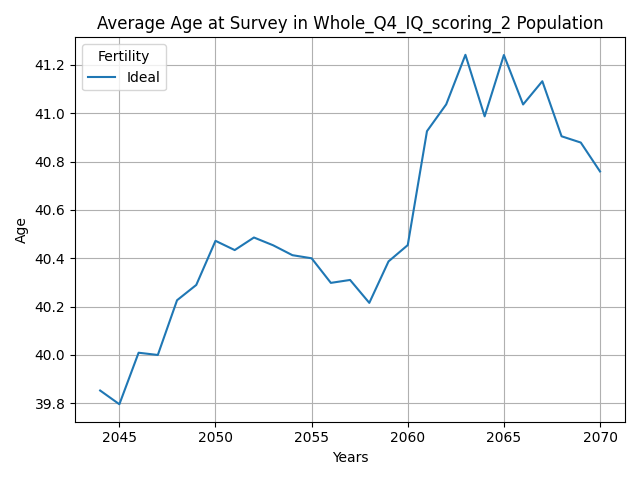 Average Age at Survey in Whole_Q4_IQ_scoring_2 Population
Fertility
Ideal
41.2
41.0
40.8
40.6
40.4
40.2
40.0
39.8
Age
2045 2050 2055 2060 2065 2070
Years